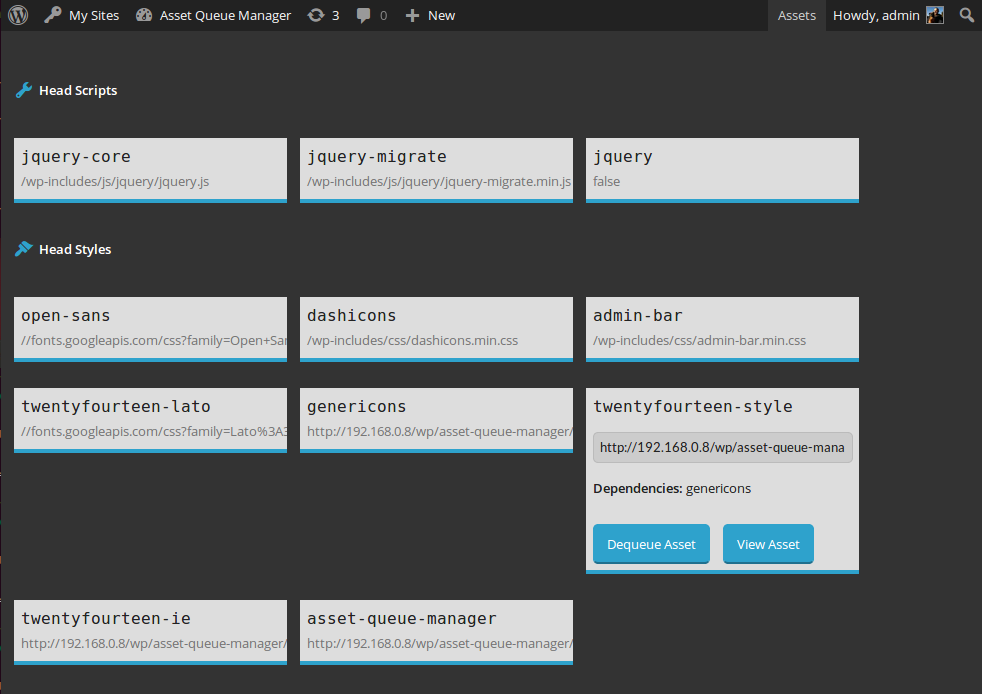 My Sites Asset Queue Manager 3 0 New Assets Howdy, admin
Head Scripts
jquery-core jquery-migrate jquery
/wp-includes/js/jquery/jquery.js /wp-includes/js/jquery/jquery-migrate.min.js false
Head Styles
open-sans dashicons admin-bar
//fonts.googleapis.com/css?family=Open+Sa /wp-includes/css/dashicons.min.css /wp-includes/css/admin-bar.min.css
twentyfourteen-lato genericons twentyfourteen-style
//fonts.googleapis.com/css?family=Lato%3A3 http://192.168.0.8/wp/asset-queue-manager/
http://192.168.0.8/wp/asset-queue-mana
Dependencies: genericons
Dequeue Asset View Asset
twentyfourteen-ie asset-queue-manager
http://192.168.0.8/wp/asset-queue-manager/ http://192.168.0.8/wp/asset-queue-manager/